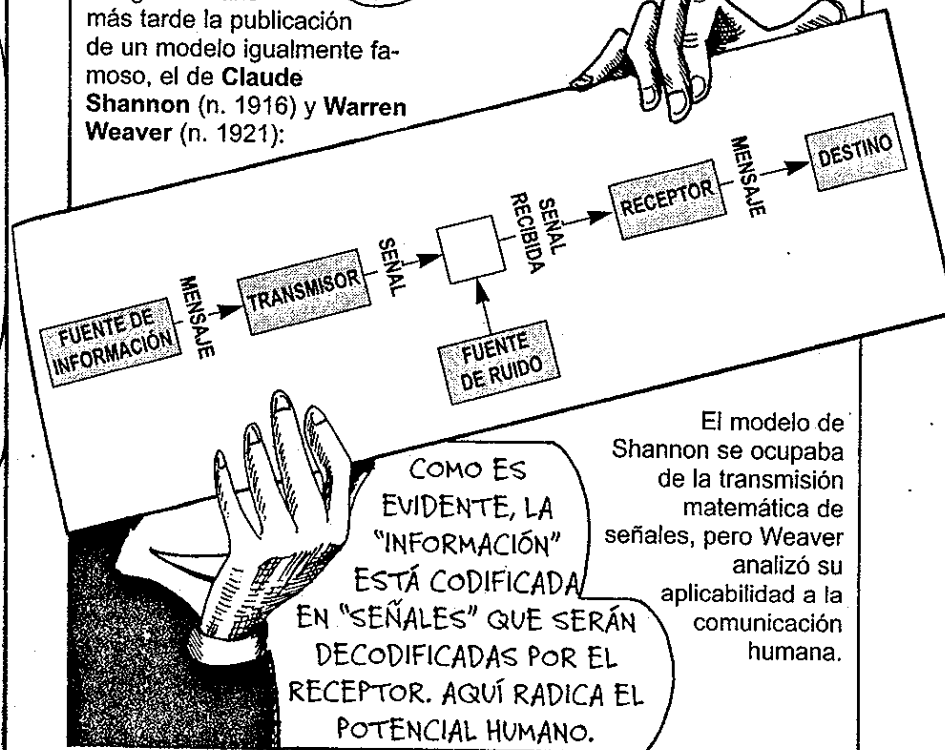 más tarde la publicación
de un modelo igualmente fa-
moso, el de Claude
Shannon (n. 1916) y Warren
Weaver (n. 1921):
FUENTE DE
INFORMACIÓN
MENSAJE
TRANSMISOR
SEÑAL
SEÑAL
RECIBIDA
RECEPTOR
MENSAJE
DESTINO
FUENTE
DE RUIDO
El modelo de
Shannon se ocupaba
de la transmisión
matemática de
señales, pero Weaver
analizó su
aplicabilidad a la
comunicación
humana.
COMO ES
EVIDENTE, LA
"INFORMACIÓN"
ESTÁ CODIFICADA
EN "SEÑALES" QUE SERÁN
DECODIFICADAS POR EL
RECEPTOR. AQUÍ RADICA EL
POTENCIAL HUMANO.